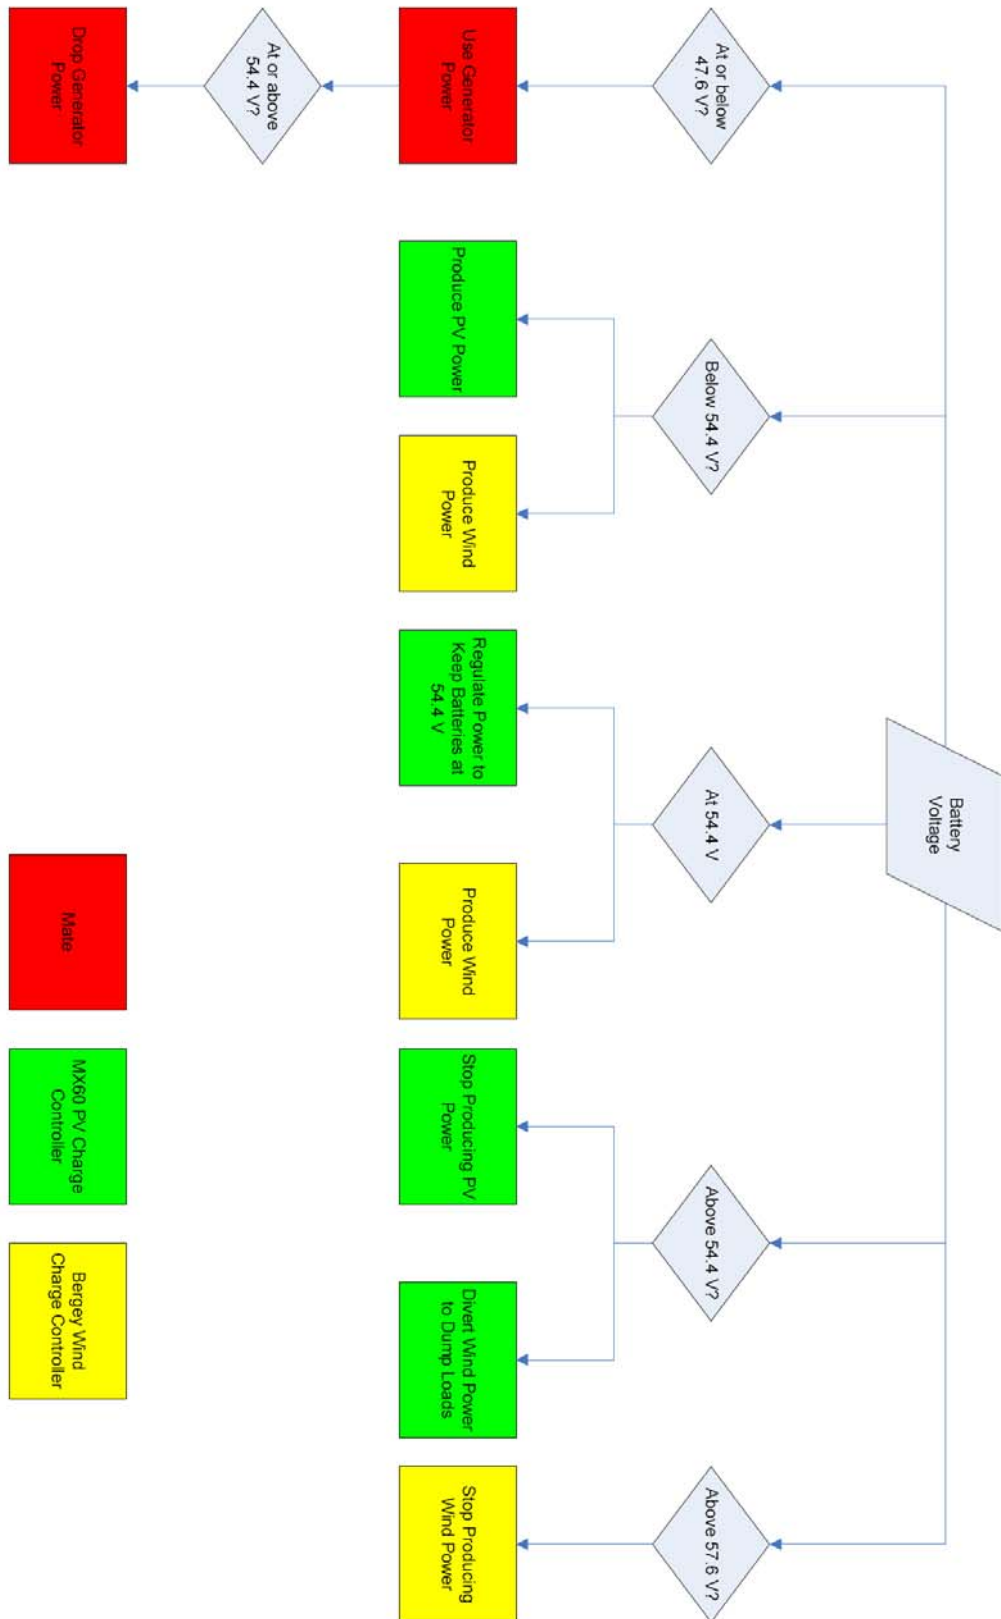 Battery
Voltage
At or below
47.6 V?
Below 54.4 V?
At 54.4 V
Above 54.4 V?
Above 57.6 V?
Use Generator
Power
Produce PV Power
Produce Wind
Power
Regulate Power to
Keep Batteries at
54.4 V
Produce Wind
Power
Stop Producing PV
Power
Divert Wind Power
to Dump Loads
Stop Producing
Wind Power
At or above
54.4 V?
Drop Generator
Power
Mate
MX60 PV Charge
Controller
Bergey Wind
Charge Controller